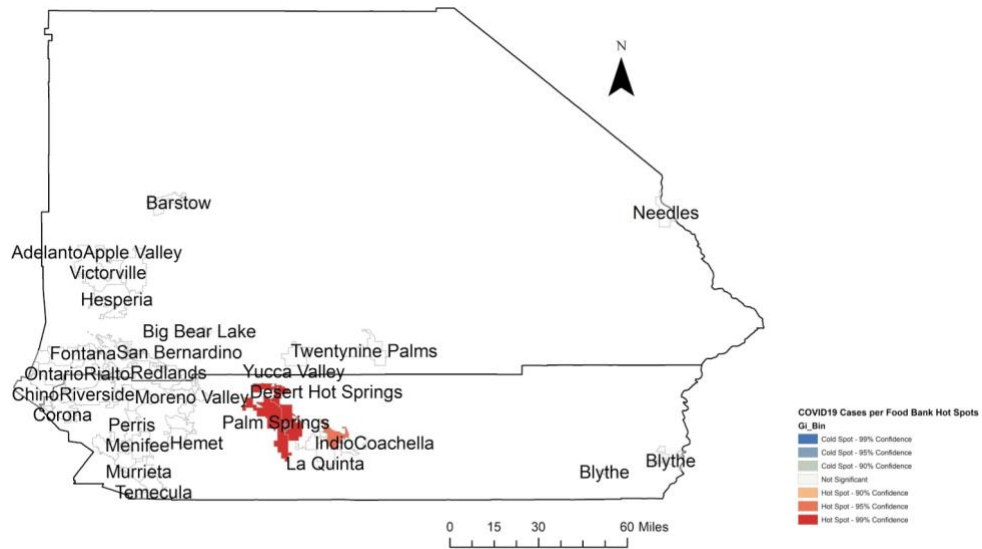 N
Barstow
Needles
AdelantoApple Valley
Victorville
Hesperia
Big Bear Lake
FontanaSan Bernardino
Twentynine Palms
OntarioRialtoRedlands
Yucca Valley
ChinoRiverside
Moreno Valley
Desert Hot Springs
Corona
Perris
Palm Springs
Menifee
Hemet
IndioCoachella
La Quinta
Murrieta
Temecula
Blythe
Blythe
COVID19 Cases per Food Bank Hot Spots
Gi_Bin
Cold Spot - 99% Confidence
Cold Spot - 95% Confidence
Cold Spot - 90% Confidence
Not Significant
Hot Spot - 90% Confidence
Hot Spot - 95% Confidence
Hot Spot - 99% Confidence
0 15 30 60 Miles